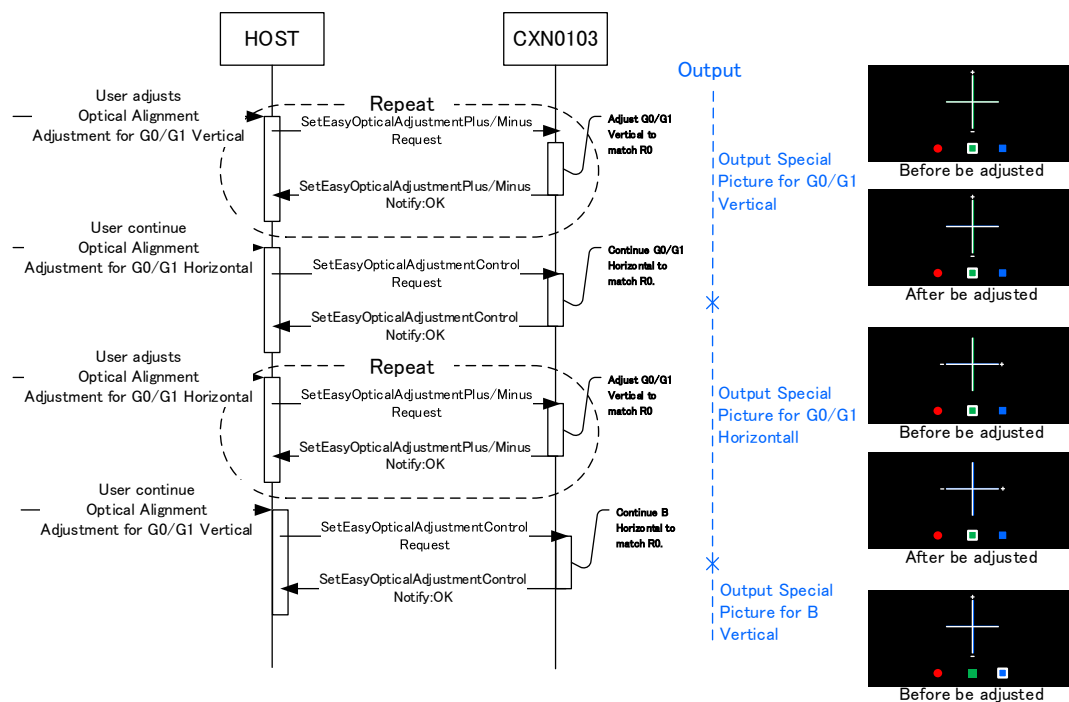 HOST
CXN0103
Output
User adjusts
Optical Alignment
Adjustment for G0/G1 Vertical
Repeat
SetEasyOpticalAdjustmentPlus/Minus
Request
Adjust G0/G1
Vertical to
match R0
SetEasyOpticalAdjustmentPlus/Minus
Notify:OK
Output Special
Picture for G0/G1
Vertical
+
−
Before be adjusted
User continue
Optical Alignment
Adjustment for G0/G1 Horizontal
SetEasyOpticalAdjustmentControl
Request
Continue G0/G1
Horizontal to
match R0.
SetEasyOpticalAdjustmentControl
Notify:OK
+
−
After be adjusted
User adjusts
Optical Alignment
Adjustment for G0/G1 Horizontal
Repeat
SetEasyOpticalAdjustmentPlus/Minus
Request
Adjust G0/G1
Vertical to
match R0
SetEasyOpticalAdjustmentPlus/Minus
Notify:OK
Output Special
Picture for G0/G1
Horizontall
− +
Before be adjusted
User continue
Optical Alignment
Adjustment for G0/G1 Vertical
SetEasyOpticalAdjustmentControl
Request
Continue B
Horizontal to
match R0.
SetEasyOpticalAdjustmentControl
Notify:OK
− +
After be adjusted
Output Special
Picture for B
Vertical
+
−
Before be adjusted